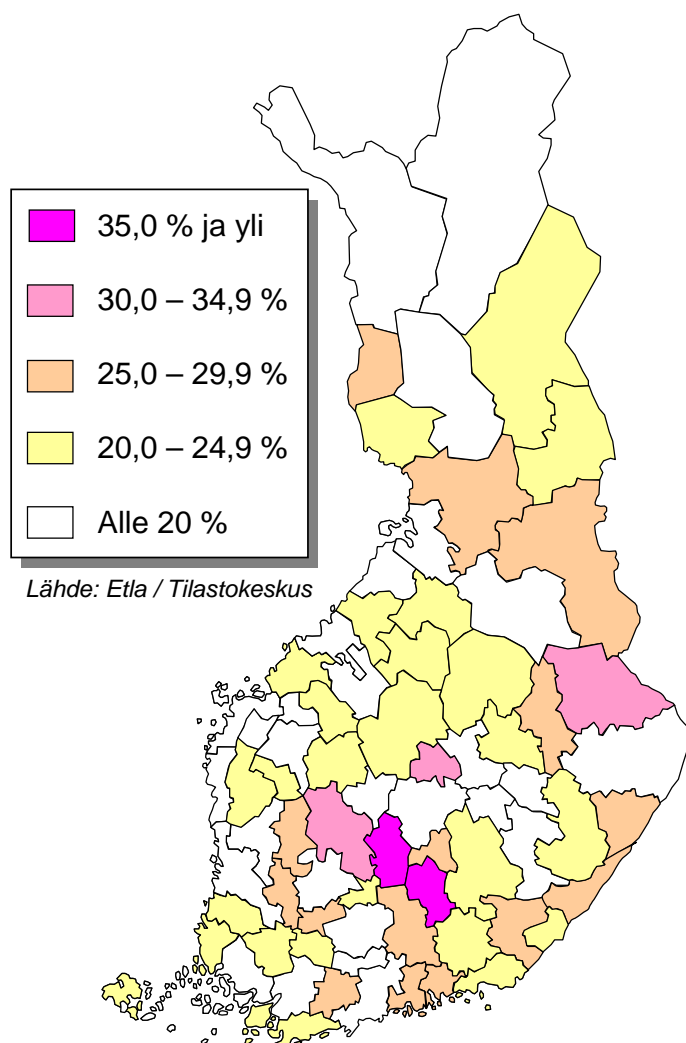 35,0 % ja yli
30,0 – 34,9 %
25,0 – 29,9 %
20,0 – 24,9 %
Alle 20 %
Lähde: Etla / Tilastokeskus